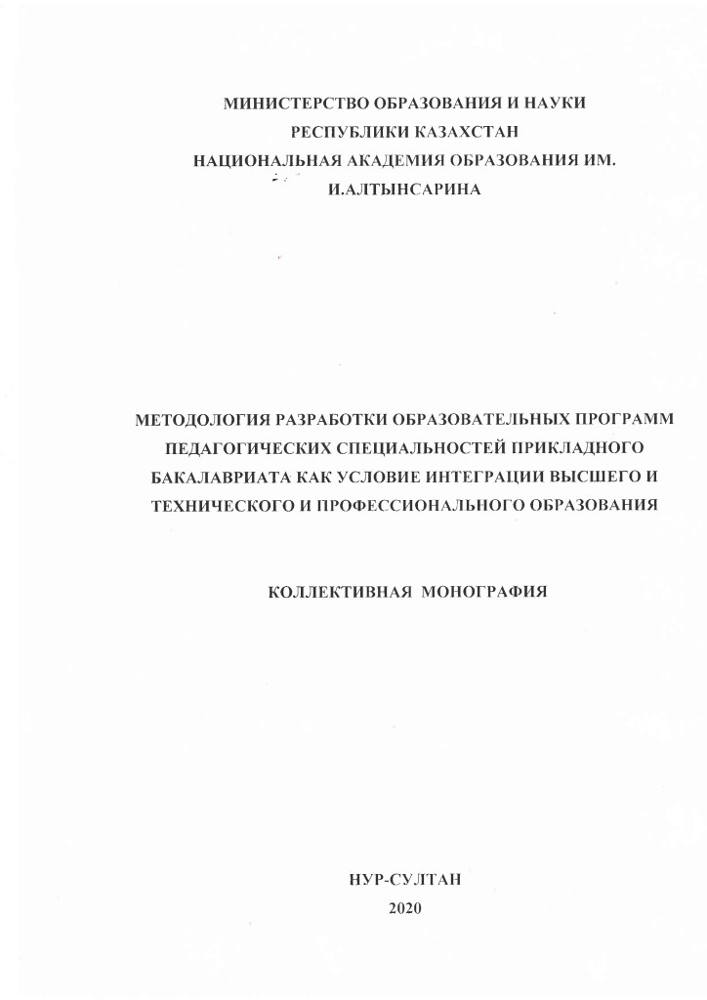 МИНИСТЕРСТВО ОБРАЗОВАНИЯ И НАУКИ
РЕСПУБЛИКИ КАЗАХСТАН
НАЦИОНАЛЬНАЯ АКАДЕМИЯ ОБРАЗОВАНИЯ ИМ.
И.АЛТЫНСАРИНА
МЕТОДОЛОГИЯ РАЗРАБОТКИ ОБРАЗОВАТЕЛЬНЫХ ПРОГРАММ
ПЕДАГОГИЧЕСКИХ СПЕЦИАЛЬНОСТЕЙ ПРИКЛАДНОГО
БАКАЛАВРИАТА КАК УСЛОВИЕ ИНТЕГРАЦИИ ВЫСШЕГО И
ТЕХНИЧЕСКОГО И ПРОФЕССИОНАЛЬНОГО ОБРАЗОВАНИЯ
КОЛЛЕКТИВНАЯ МОНОГРАФИЯ
НУР-СУЛТАН
2020